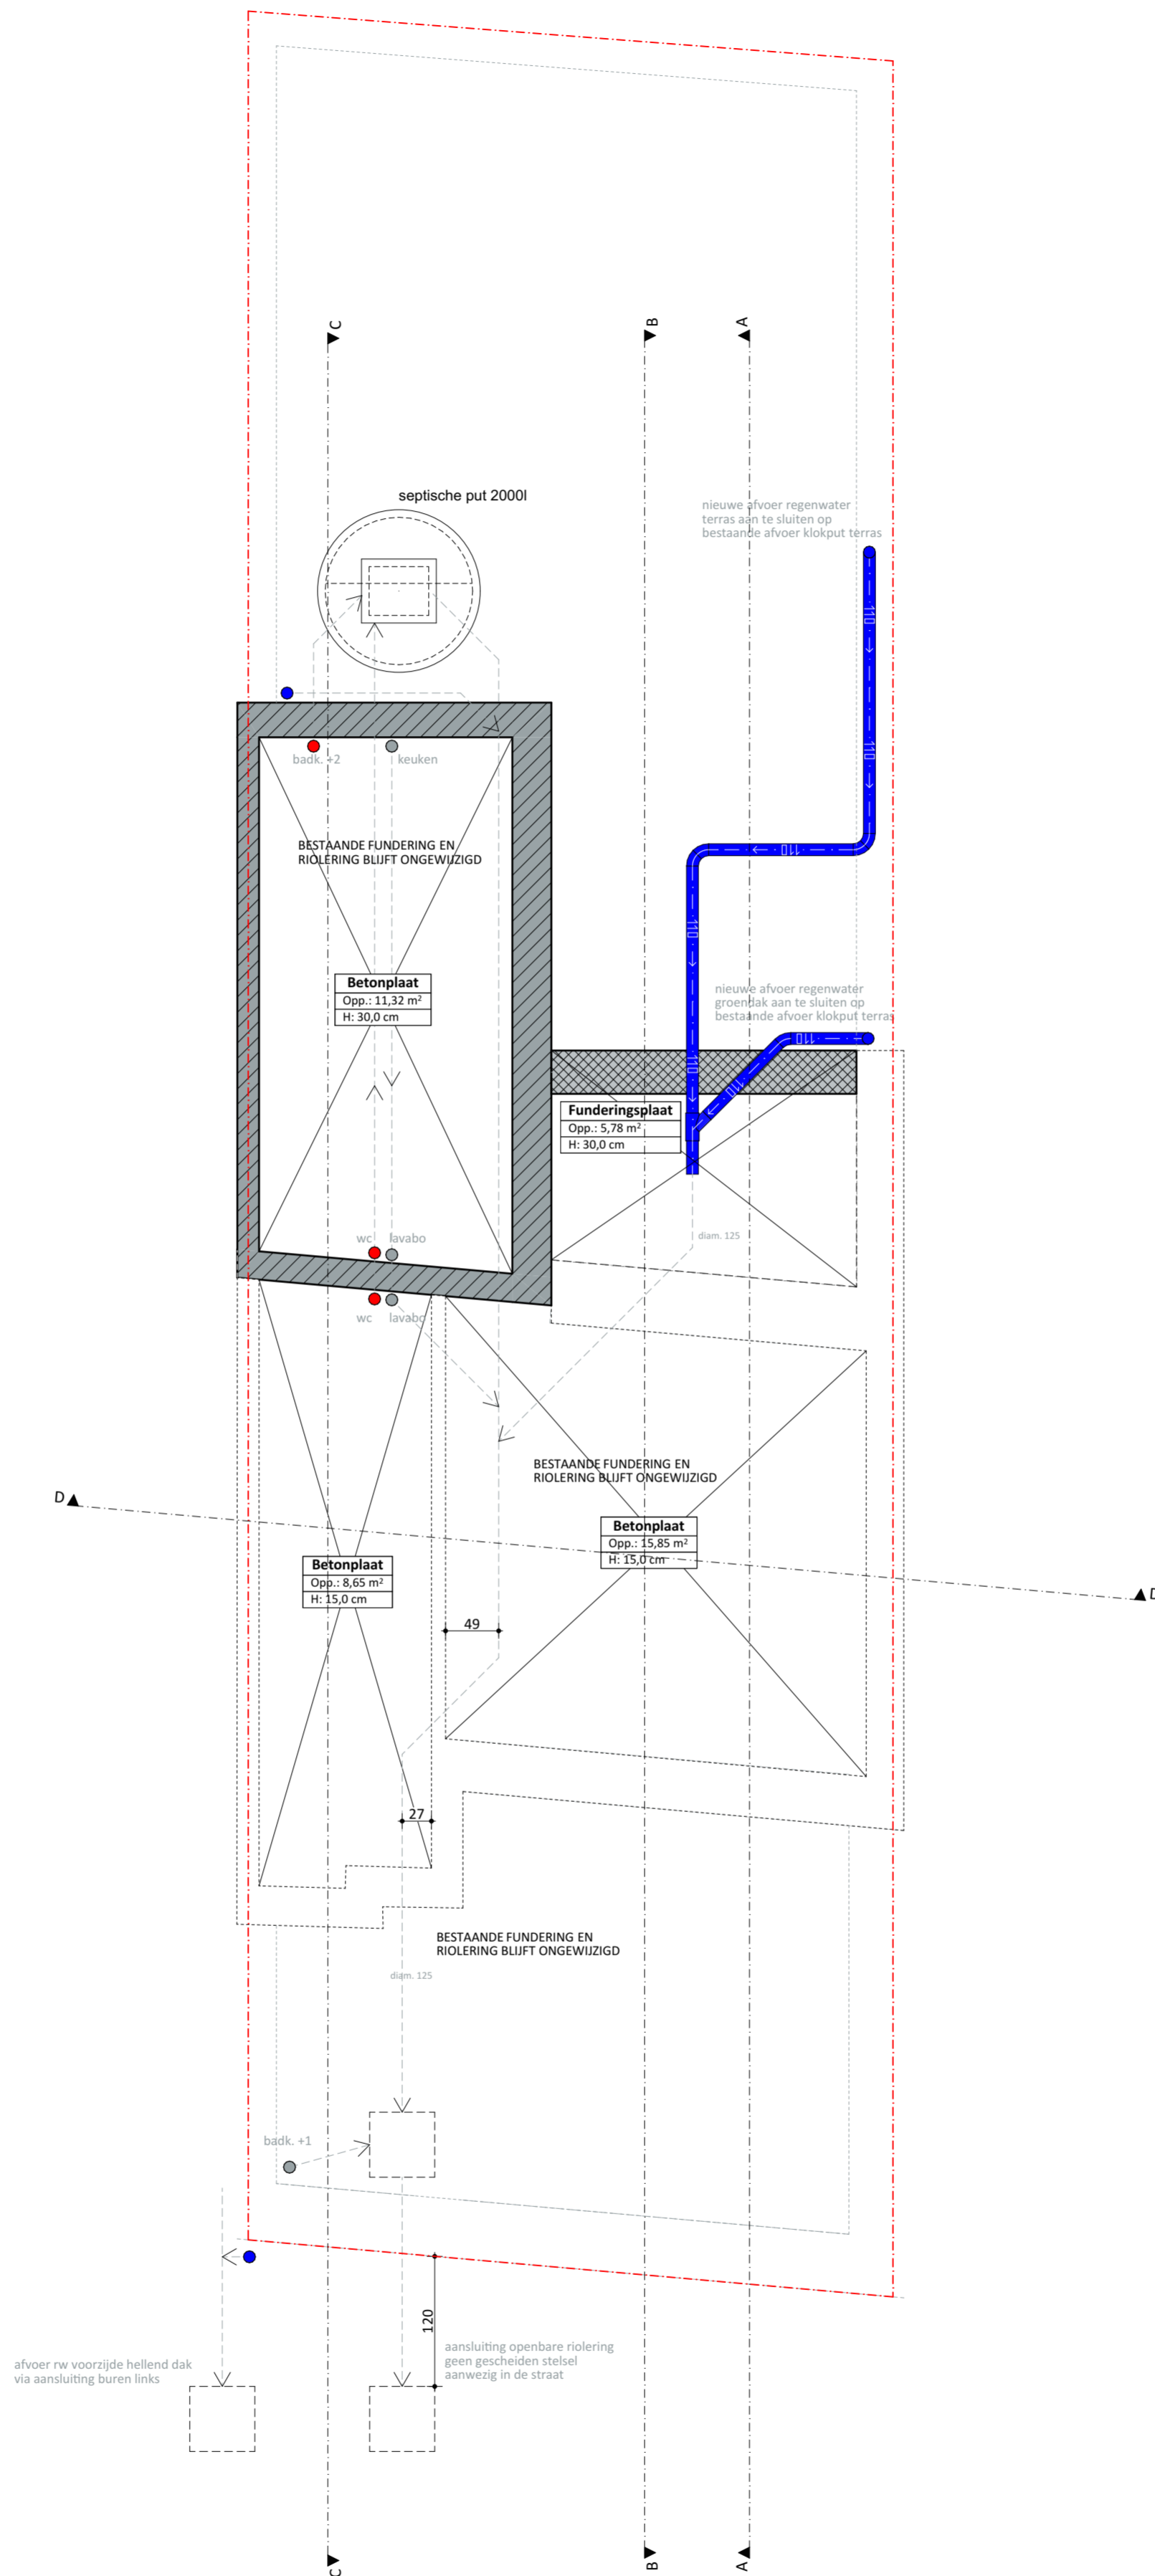 C
B
A
septische put 2000l
nieuwe afvoer regenwater
terras aan te sluiten op
bestaande afvoer klokput terras
110
badk. +2
keuken
110
BESTAANDE FUNDERING EN
RIOLERING BLIJFT ONGEWIJZIGD
110
110
Betonplaat
Opp.: 11,32 m²
H: 30,0 cm
nieuwe afvoer regenwater
groendak aan te sluiten op
bestaande afvoer klokput terras
110
110
110
Funderingsplaat
Opp.: 5,78 m²
H: 30,0 cm
wc
lavabo
diam. 125
wc
lavabo
BESTAANDE FUNDERING EN
RIOLERING BLIJFT ONGEWIJZIGD
D
Betonplaat
Opp.: 15,85 m²
H: 15,0 cm
Betonplaat
Opp.: 8,65 m²
H: 15,0 cm
D
49
27
BESTAANDE FUNDERING EN
RIOLERING BLIJFT ONGEWIJZIGD
diam. 125
badk. +1
120
aansluiting openbare riolering
geen gescheiden stelsel
aanwezig in de straat
afvoer rw voorzijde hellend dak
via aansluiting buren links
C
B
A